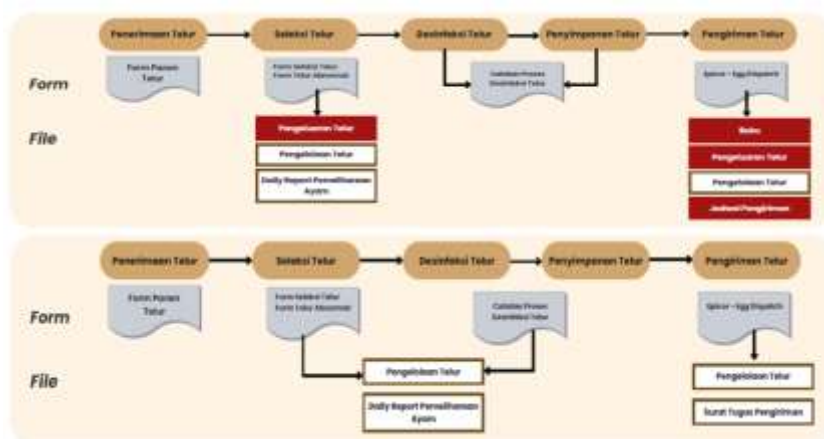 Penerimaan Telur
Seleksi Telur
Desinfeksi Telur
Penyimpanan Telur
Pengiriman Telur
Form
Form Panen
Telur
Form Seleksi Telur
Form Telur Abnormal
Catatan Proses
Desinfeksi Telur
Epicor - Egg Dispatch
File
Pengeluaran Telur
Pengelolaan Telur
Daily Report Pemeliharaan
Ayam
Buku
Pengeluaran Telur
Pengelolaan Telur
Jadwal Pengiriman
Penerimaan Telur
Seleksi Telur
Desinfeksi Telur
Penyimpanan Telur
Pengiriman Telur
Form
Form Panen
Telur
Form Seleksi Telur
Form Telur Abnormal
Catatan Proses
Desinfeksi Telur
Epicor - Egg Dispatch
File
Pengelolaan Telur
Daily Report Pemeliharaan
Ayam
Pengelolaan Telur
Surat Tugas Pengiriman